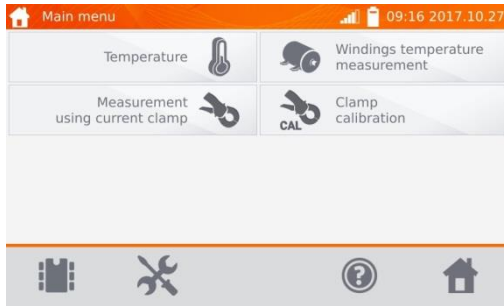 Main menu
09:16 2017.10.27
Temperature
Windings temperature
measurement
Measurement
using current clamp
CAL
Clamp
calibration
?